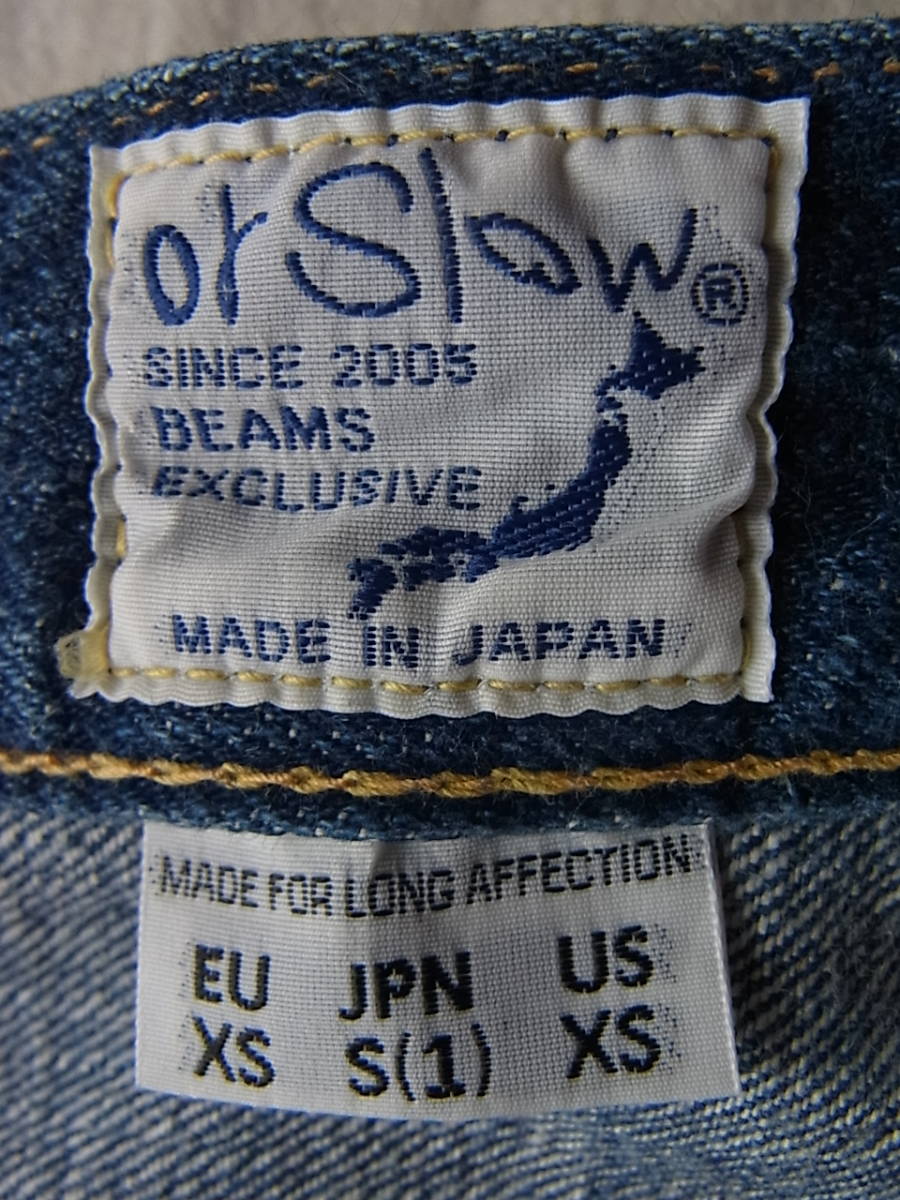 orSlow®
SINCE 2005
BEAMS
EXCLUSIVE
MADE IN JAPAN
MADE FOR LONG AFFECTION
EU JPN US
XS S(1) XS